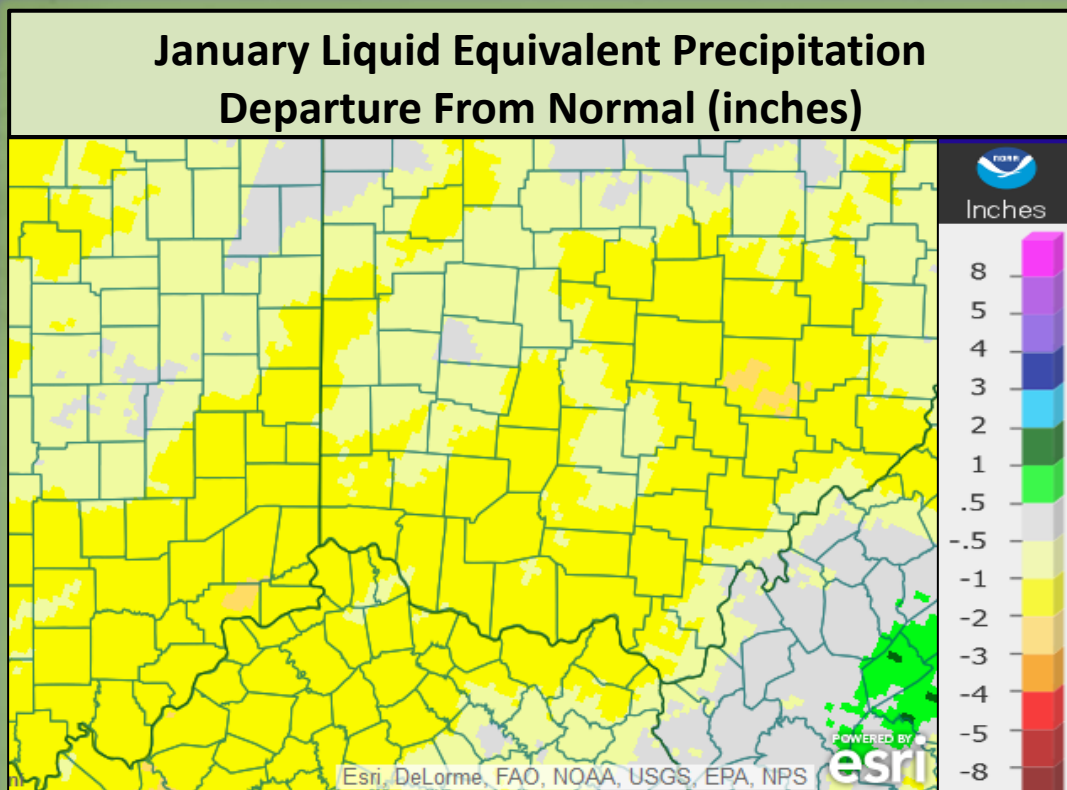 January Liquid Equivalent Precipitation
Departure From Normal (inches)
NOAA
Inches
8
5
4
3
2
1
.5
-.5
-1
-2
-3
-4
-5
-8
POWERED BY
esri
Esri, DeLorme, FAO, NOAA, USGS, EPA, NPS